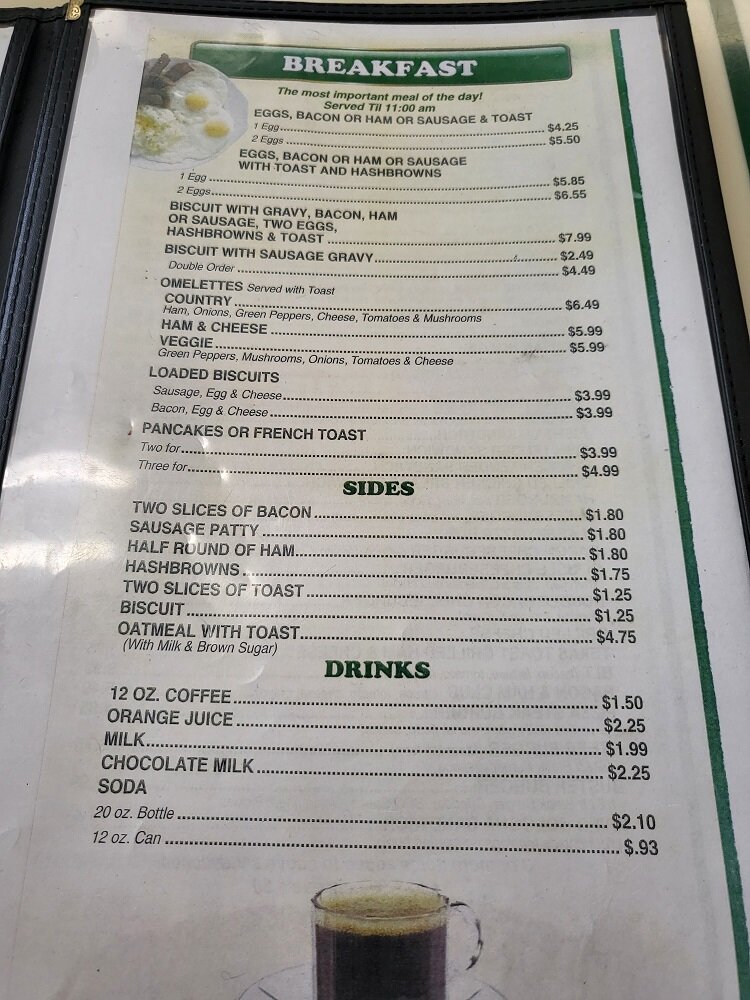 BREAKFAST
The most important meal of the day!
Served Til 11:00 am
EGGS, BACON OR HAM OR SAUSAGE & TOAST
1 Egg $4.25
2 Eggs $5.50
EGGS, BACON OR HAM OR SAUSAGE
WITH TOAST AND HASHBROWNS
1 Egg $5.85
2 Eggs $6.55
BISCUIT WITH GRAVY, BACON, HAM
OR SAUSAGE, TWO EGGS,
HASHBROWNS & TOAST $7.99
BISCUIT WITH SAUSAGE GRAVY $2.49
Double Order $4.49
OMELETTES Served with Toast
COUNTRY $6.49
Ham, Onions, Green Peppers, Cheese, Tomatoes & Mushrooms
HAM & CHEESE $5.99
VEGGIE $5.99
Green Peppers, Mushrooms, Onions, Tomatoes & Cheese
LOADED BISCUITS
Sausage, Egg & Cheese $3.99
Bacon, Egg & Cheese $3.99
PANCAKES OR FRENCH TOAST
Two for $3.99
Three for $4.99
SIDES
TWO SLICES OF BACON $1.80
SAUSAGE PATTY $1.80
HALF ROUND OF HAM $1.80
HASHBROWNS $1.75
TWO SLICES OF TOAST $1.25
BISCUIT $1.25
OATMEAL WITH TOAST $4.75
(With Milk & Brown Sugar)
DRINKS
12 OZ. COFFEE $1.50
ORANGE JUICE $2.25
MILK $1.99
CHOCOLATE MILK $2.25
SODA
20 oz. Bottle $2.10
12 oz. Can $.93